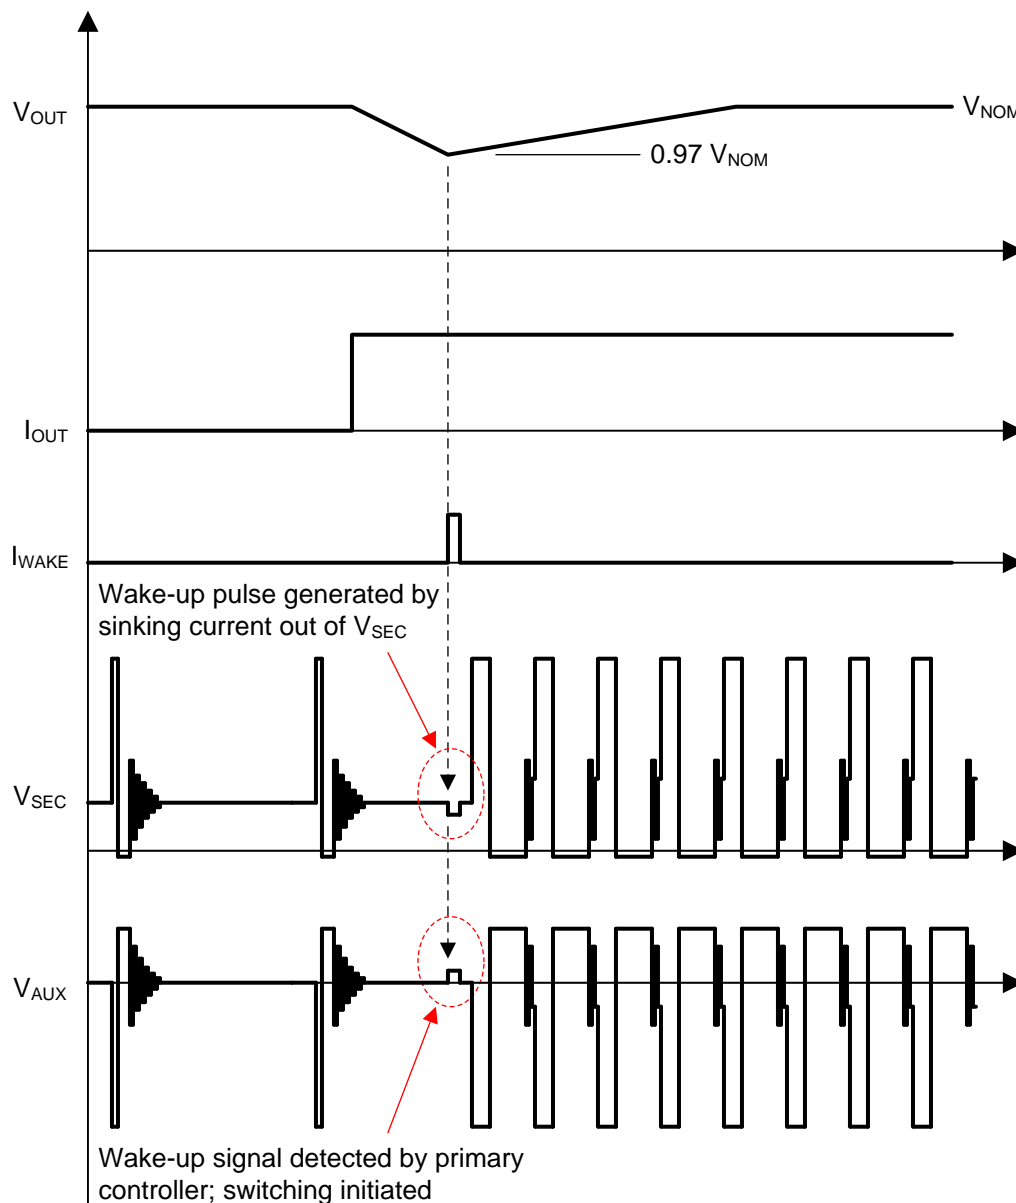 VOUT
VNOM
0.97 VNOM
IOUT
IWAKE
Wake-up pulse generated by
sinking current out of VSEC
VSEC
VAUX
Wake-up signal detected by primary
controller; switching initiated